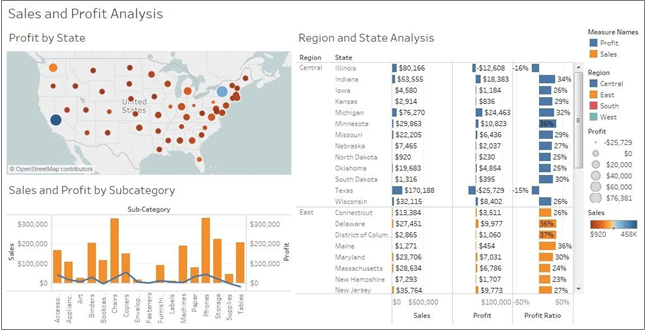 Sales and Profit Analysis
Profit by State
United States
© OpenStreetMap contributors
Sales and Profit by Subcategory
Sub-Category
Sales
$300,000
$200,000
$100,000
$0
$300,000
$200,000
$100,000
$0
Profit
Accesso..
Applianc..
Art
Binders
Bookcas..
Chairs
Copiers
Envelop..
Fasteners
Furnishi..
Labels
Machines
Paper
Phones
Storage
Supplies
Tables
Region and State Analysis
Region State
Central Illinois $80,166 $-12,608 -16%
Indiana $53,555 $18,383 34%
Iowa $4,580 $1,184 26%
Kansas $2,914 $836 29%
Michigan $76,270 $24,463 32%
Minnesota $29,863 $10,823 36%
Missouri $22,205 $6,436 29%
Nebraska $7,465 $2,037 27%
North Dakota $920 $230 25%
Oklahoma $19,683 $4,854 25%
South Dakota $1,316 $395 30%
Texas $170,188 $-25,729 -15%
Wisconsin $32,115 $8,402 26%
East Connecticut $13,384 $3,511 26%
Delaware $27,451 $9,977 36%
District of Colum.. $2,865 $1,060 37%
Maine $1,271 $454 36%
Maryland $23,706 $7,031 30%
Massachusetts $28,634 $6,786 24%
New Hampshire $7,293 $1,707 23%
New Jersey $35,764 $9,773 27%
$0 $500,000 $100,000 -50% 50%
Sales Profit Profit Ratio
Measure Names
Profit
Sales
Region
Central
East
South
West
Profit
-$25,729
$0
$20,000
$40,000
$60,000
$76,381
Sales
$920 458K